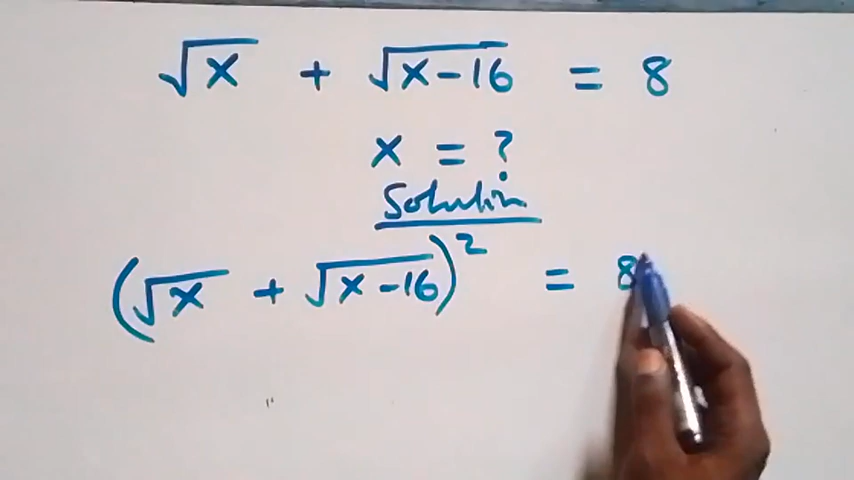 √x + √x-16 = 8
x = ?
Solution
(√x + √x-16)² = 8